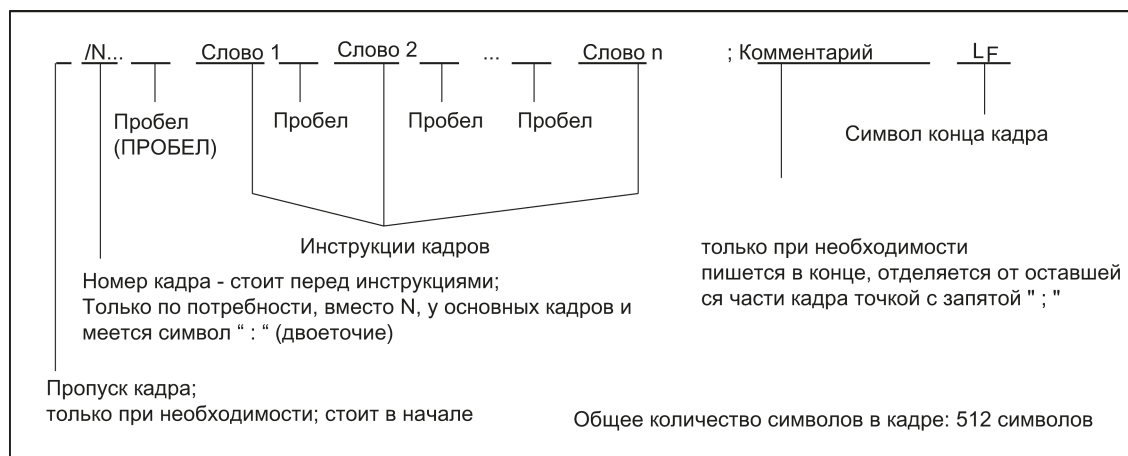 /N... Слово 1 Слово 2 ... Слово n ; Комментарий LF
Пробел Пробел Пробел Пробел
(ПРОБЕЛ)
Символ конца кадра
Инструкции кадров
Номер кадра - стоит перед инструкциями;
Только по потребности, вместо N, у основных кадров и
меется символ “ : “ (двоеточие)
только при необходимости
пишется в конце, отделяется от оставшей
ся части кадра точкой с запятой " ; "
Пропуск кадра;
только при необходимости; стоит в начале
Общее количество символов в кадре: 512 символов